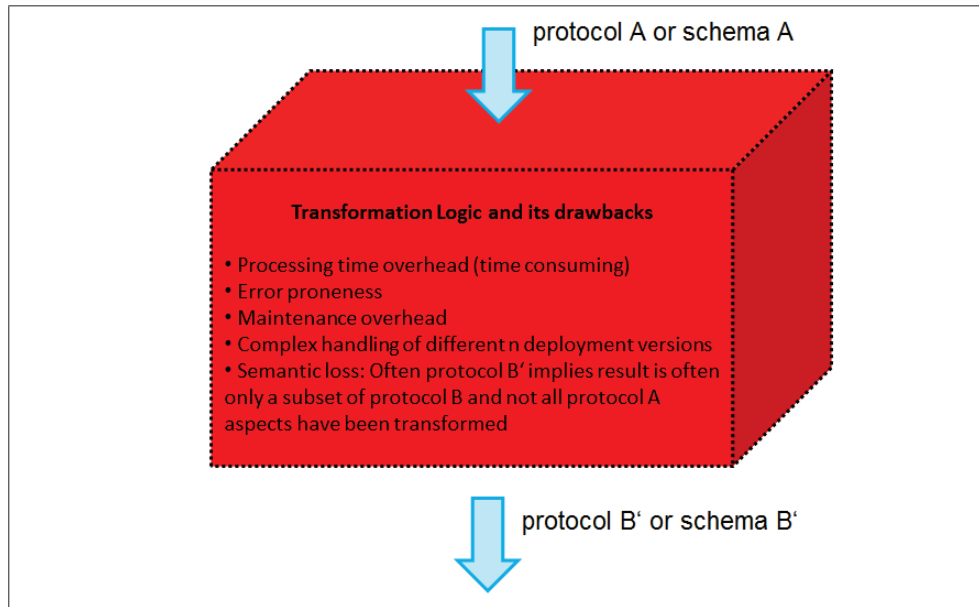 protocol A or schema A
Transformation Logic and its drawbacks
• Processing time overhead (time consuming)
• Error proneness
• Maintenance overhead
• Complex handling of different n deployment versions
• Semantic loss: Often protocol B‘ implies result is often
only a subset of protocol B and not all protocol A
aspects have been transformed
protocol B‘ or schema B‘